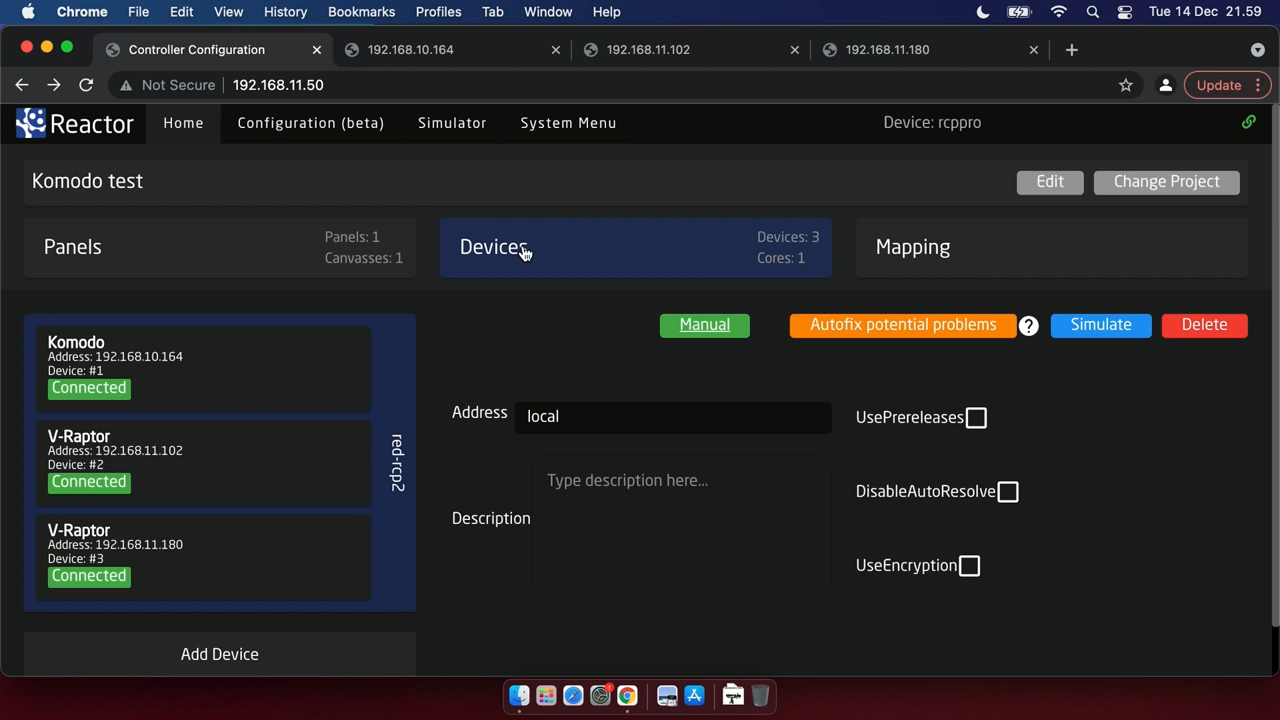 Chrome File Edit View History Bookmarks Profiles Tab Window Help Tue 14 Dec 21.59
Controller Configuration 192.168.10.164 192.168.11.102 192.168.11.180
Not Secure 192.168.11.50 Update
Reactor Home Configuration (beta) Simulator System Menu Device: rcppro
Komodo test Edit Change Project
Panels Panels: 1 Canvasses: 1
Devices Devices: 3 Cores: 1
Mapping
Komodo
Address: 192.168.10.164
Device: #1
Connected
V-Raptor
Address: 192.168.11.102
Device: #2
Connected
V-Raptor
Address: 192.168.11.180
Device: #3
Connected
red-rcp2
Add Device
Manual Autofix potential problems ? Simulate Delete
Address local UsePrereleases
Type description here...
Description
DisableAutoResolve
UseEncryption
1